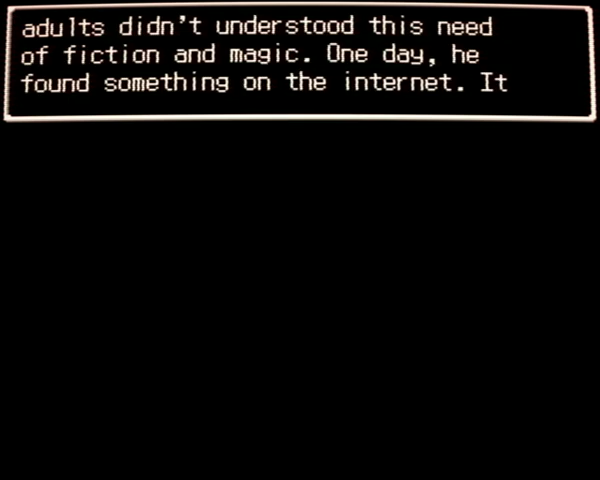 adults didn't understood this need
of fiction and magic. One day, he
found something on the internet. It